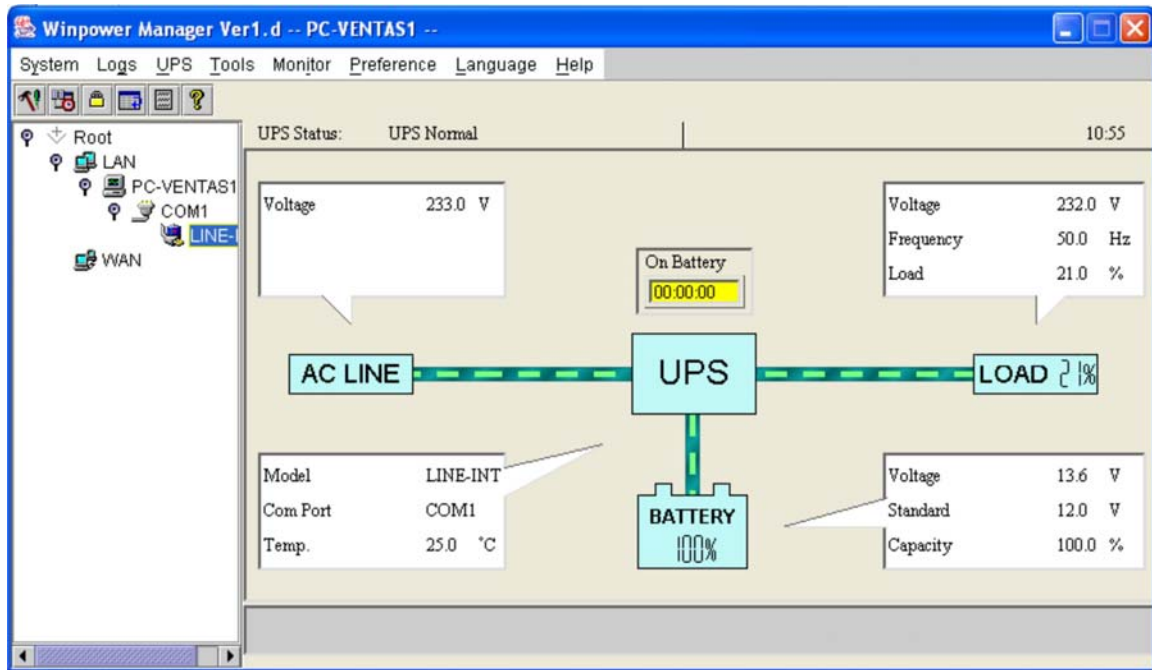 Winpower Manager Ver1.d -- PC-VENTAS1 --
System Logs UPS Tools Monitor Preference Language Help
Root
LAN
PC-VENTAS1
COM1
LINE-I
WAN
UPS Status: UPS Normal 10:55
Voltage 233.0 V
On Battery
00:00:00
Voltage 232.0 V
Frequency 50.0 Hz
Load 21.0 %
AC LINE
UPS
LOAD 21%
Model LINE-INT
Com Port COM1
Temp. 25.0 °C
BATTERY
100%
Voltage 13.6 V
Standard 12.0 V
Capacity 100.0 %